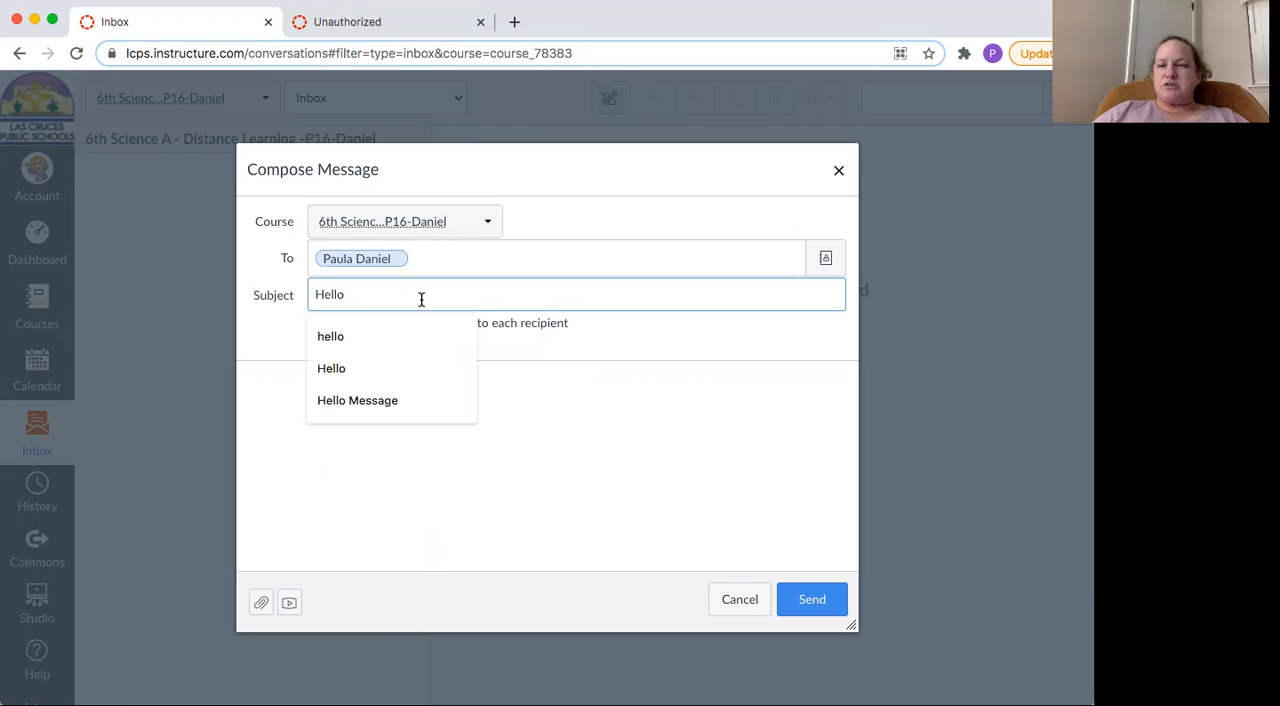 Inbox
Unauthorized
lcps.instructure.com/conversations#filter=type=inbox&course=course_78383
P
Updat
6th Scienc...P16-Daniel
Inbox
LAS CRUCES
PUBLIC SCHOOLS
6th Science A - Distance Learning -P16-Daniel
Account
Dashboard
Courses
Calendar
Inbox
History
Commons
Studio
Help
Compose Message
Course
6th Scienc...P16-Daniel
To
Paula Daniel
Subject
Hello
to each recipient
hello
Hello
Hello Message
Cancel
Send